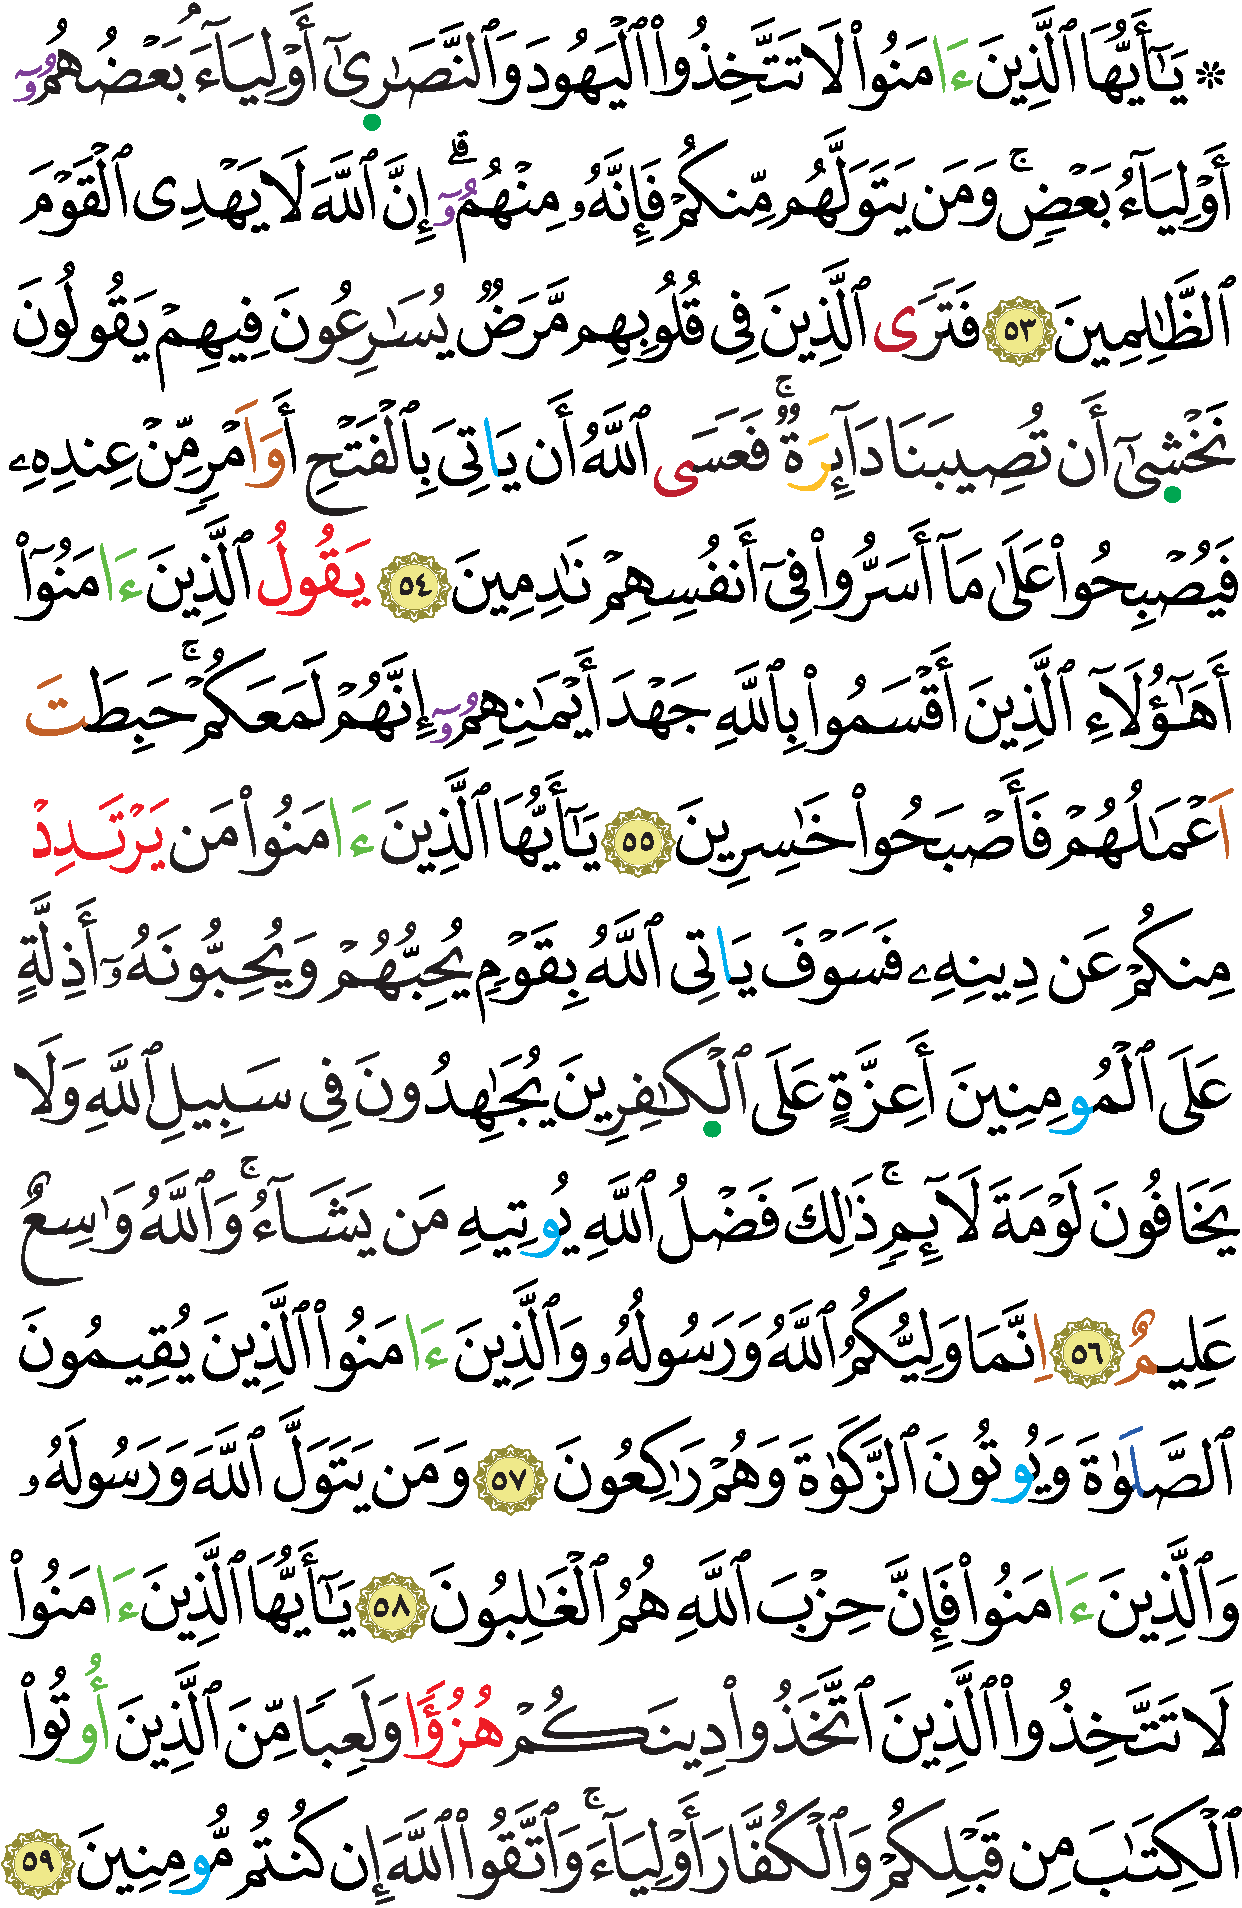 ۞ يَٰٓأَيُّهَا ٱلَّذِينَ ءَامَنُواْ لَا تَتَّخِذُواْ ٱلْيَهُودَ وَٱلنَّصَٰرِىٰٓ أَوْلِيَآءَۘ بَعْضُهُمُۥٓ
أَوْلِيَآءُ بَعْضٖۚ وَمَن يَتَوَلَّهُم مِّنكُمْ فَإِنَّهُۥ مِنْهُمُۥٓۗ إِنَّ ٱللَّهَ لَا يَهْدِى ٱلْقَوْمَ
ٱلظَّٰلِمِينَ ٥٣ فَتَرَى ٱلَّذِينَ فِى قُلُوبِهِم مَّرَضٞ يُسَٰرِعُونَ فِيهِمْ يَقُولُونَ
نَخْشِىٰٓ أَن تُصِيبَنَا دَآئِرَةٞۚ فَعَسَى ٱللَّهُ أَن يَاتِىَ بِٱلْفَتْحِ أَوَ اَمْرٖ مِّنْ عِندِهِۦ
فَيُصْبِحُواْ عَلَىٰ مَآ أَسَرُّواْ فِىٓ أَنفُسِهِمْ نَٰدِمِينَ ٥٤ يَقُولُ ٱلَّذِينَ ءَامَنُوٓاْ
أَهَٰٓؤُلَآءِ ٱلَّذِينَ أَقْسَمُواْ بِٱللَّهِ جَهْدَ أَيْمَٰنِهِمُۥٓ إِنَّهُمْ لَمَعَكُمْۚ حَبِطَتَ
اَعْمَٰلُهُمْ فَأَصْبَحُواْ خَٰسِرِينَ ٥٥ يَٰٓأَيُّهَا ٱلَّذِينَ ءَامَنُواْ مَن يَرْتَدِدْ
مِنكُمْ عَن دِينِهِۦ فَسَوْفَ يَاتِى ٱللَّهُ بِقَوْمٖ يُحِبُّهُمْ وَيُحِبُّونَهُۥٓ أَذِلَّةٍ
عَلَى ٱلْمُومِنِينَ أَعِزَّةٍ عَلَى ٱلْكٰ۪فِرِينَ يُجَٰهِدُونَ فِى سَبِيلِ ٱللَّهِ وَلَا
يَخَافُونَ لَوْمَةَ لَآئِمٖۚ ذَٰلِكَ فَضْلُ ٱللَّهِ يُوتِيهِ مَن يَشَآءُۚ وَٱللَّهُ وَٰسِعٌ
عَلِيمٌ ٥٦ اِنَّمَا وَلِيُّكُمُ ٱللَّهُ وَرَسُولُهُۥ وَٱلَّذِينَ ءَامَنُواْ ٱلَّذِينَ يُقِيمُونَ
ٱلصَّلَوٰةَ وَيُوتُونَ ٱلزَّكَوٰةَ وَهُمْ رَٰكِعُونَ ٥٧ وَمَن يَتَوَلَّ ٱللَّهَ وَرَسُولَهُۥ
وَٱلَّذِينَ ءَامَنُواْ فَإِنَّ حِزْبَ ٱللَّهِ هُمُ ٱلْغَٰلِبُونَ ٥٨ يَٰٓأَيُّهَا ٱلَّذِينَ ءَامَنُواْ
لَا تَتَّخِذُواْ ٱلَّذِينَ ٱتَّخَذُواْ دِينَكُمْ هُزُؤٗا وَلَعِبٗا مِّنَ ٱلَّذِينَ أُوتُواْ
ٱلْكِتَٰبَ مِن قَبْلِكُمْ وَٱلْكُفَّارَ أَوْلِيَآءَۚ وَٱتَّقُواْ ٱللَّهَ إِن كُنتُم مُّومِنِينَ ٥٩